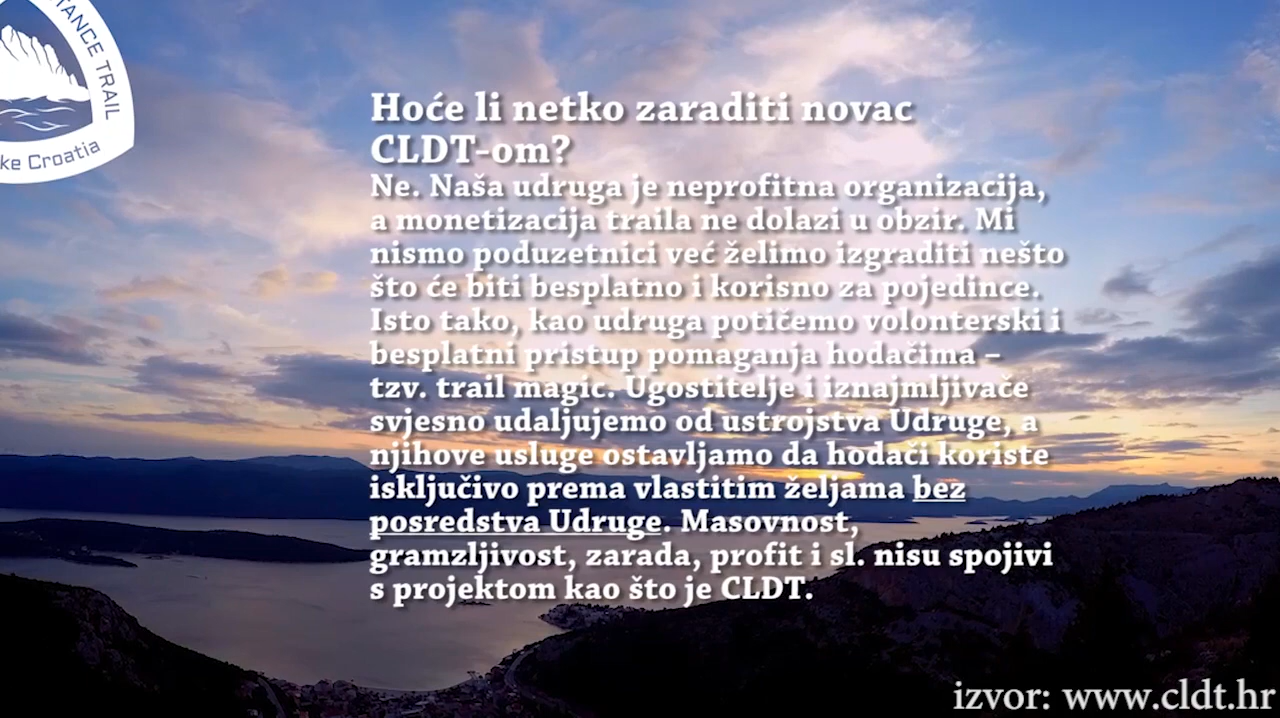 TANCE TRAIL
ke Croatia
Hoće li netko zaraditi novac
CLDT-om?
Ne. Naša udruga je neprofitna organizacija,
a monetizacija traila ne dolazi u obzir. Mi
nismo poduzetnici već želimo izgraditi nešto
što će biti besplatno i korisno za pojedince.
Isto tako, kao udruga potičemo volonterski i
besplatni pristup pomaganja hodačima –
tzv. trail magic. Ugostitelje i iznajmljivače
svjesno udaljujemo od ustrojstva Udruge, a
njihove usluge ostavljamo da hodači koriste
isključivo prema vlastitim željama bez
posredstva Udruge. Masovnost,
gramzljivost, zarada, profit i sl. nisu spojivi
s projektom kao što je CLDT.
izvor: www.cldt.hr